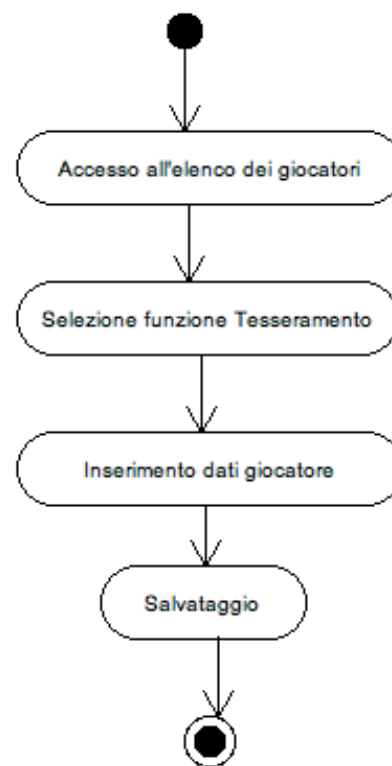 Accesso all'elenco dei giocatori
Selezione funzione Tesseramento
Inserimento dati giocatore
Salvataggio